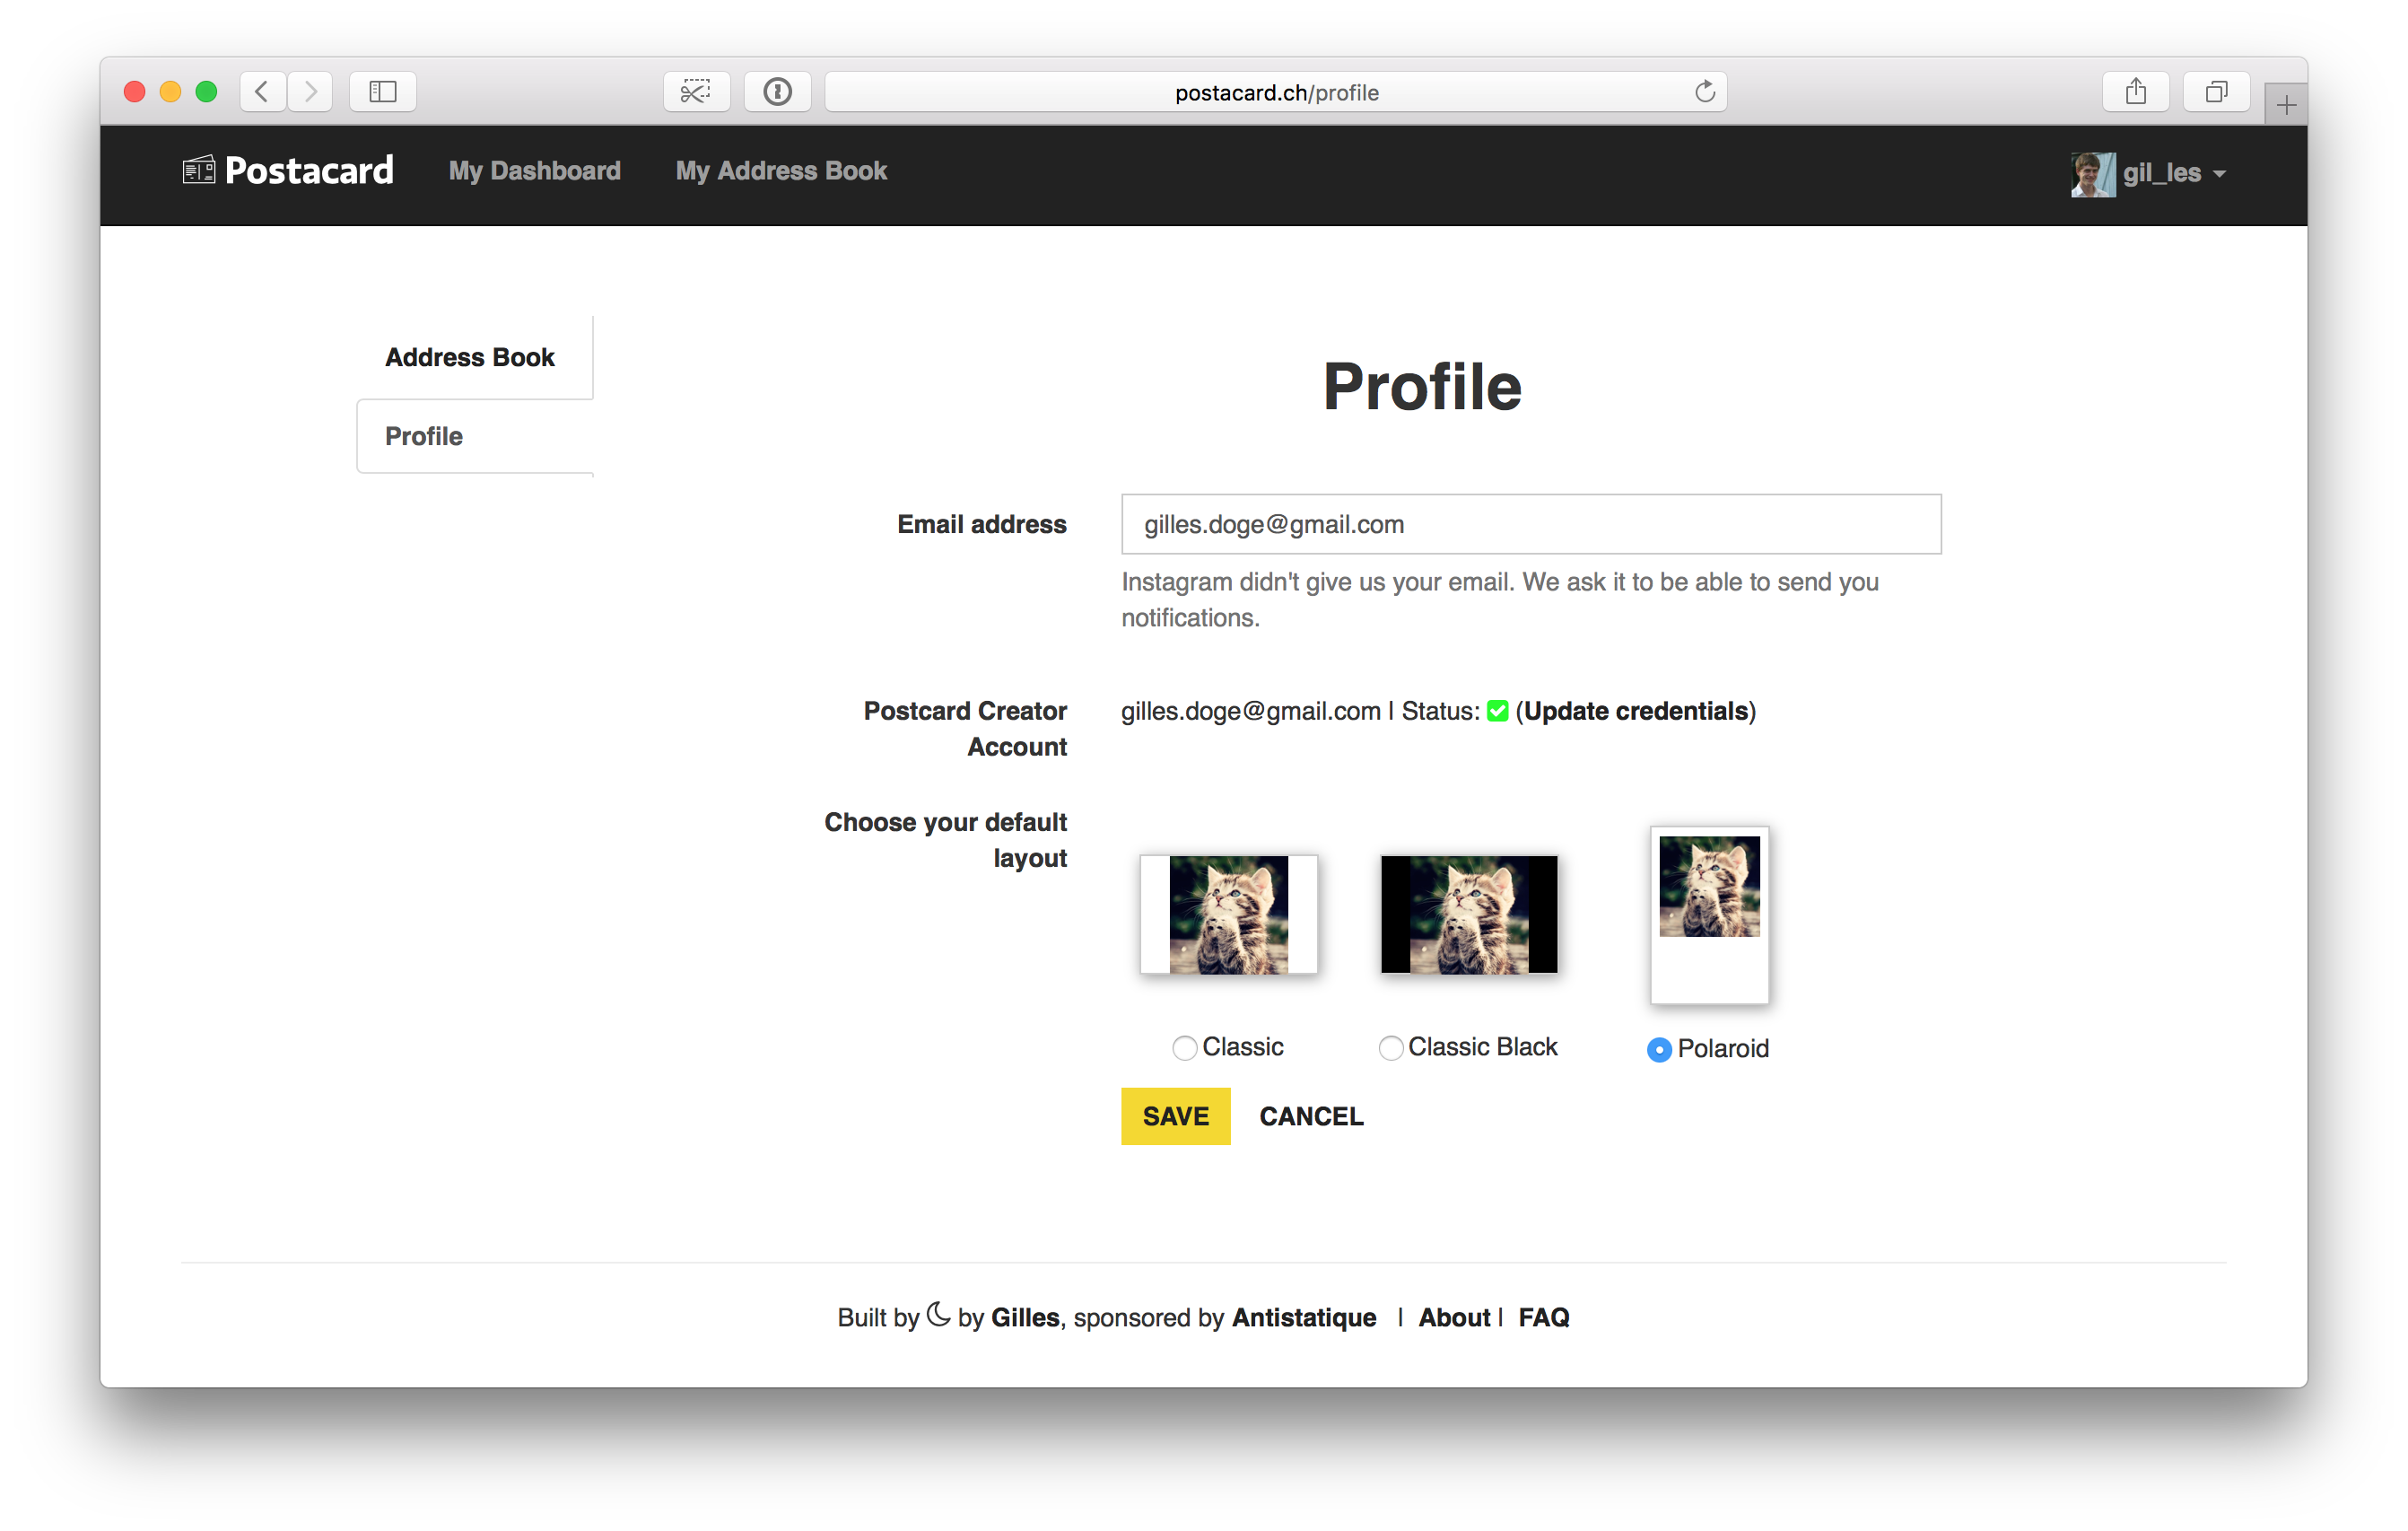 postacard.ch/profile
Postacard My Dashboard My Address Book gil_les
Address Book
Profile
Profile
Email address gilles.doge@gmail.com
Instagram didn't give us your email. We ask it to be able to send you
notifications.
Postcard Creator
Account
gilles.doge@gmail.com | Status: (Update credentials)
Choose your default
layout
Classic Classic Black Polaroid
SAVE CANCEL
Built by by Gilles, sponsored by Antistatique | About | FAQ